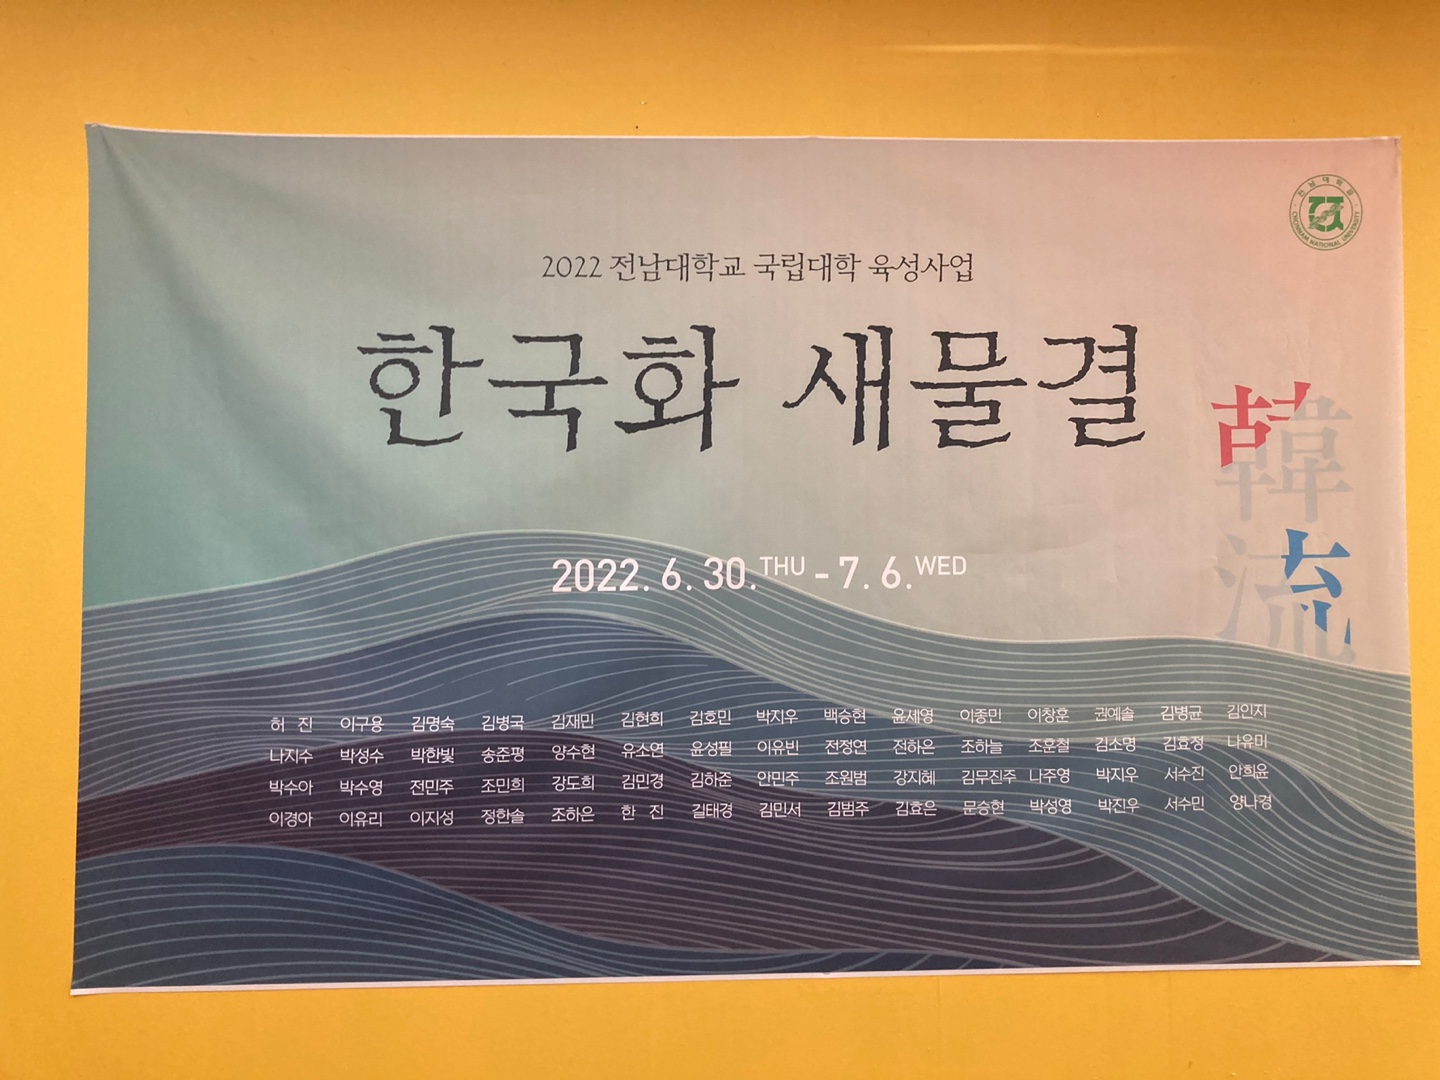 전남대학교
CHONNAM NATIONAL UNIVERSITY
2022 전남대학교 국립대학 육성사업
한국화 새물결
韓
流
2022. 6. 30. THU - 7. 6. WED
허 진 이구용 김명숙 김병국 김재민 김현희 김호민 박지우 백승현 윤세영 이종민 이창훈 권예솔 김병균 김인지
나지수 박성수 박한빛 송준평 양수현 유소연 윤성필 이유빈 전정연 전하은 조하늘 조훈철 김소명 김효정 나유미
박수아 박수영 전민주 조민희 강도희 김민경 김하준 안민주 조원범 강지혜 김무진주 나주영 박지우 서수진 안희윤
이경아 이유리 이지성 정한솔 조하은 한 진 길태경 김민서 김범주 김효은 문승현 박성영 박진우 서수민 양나경